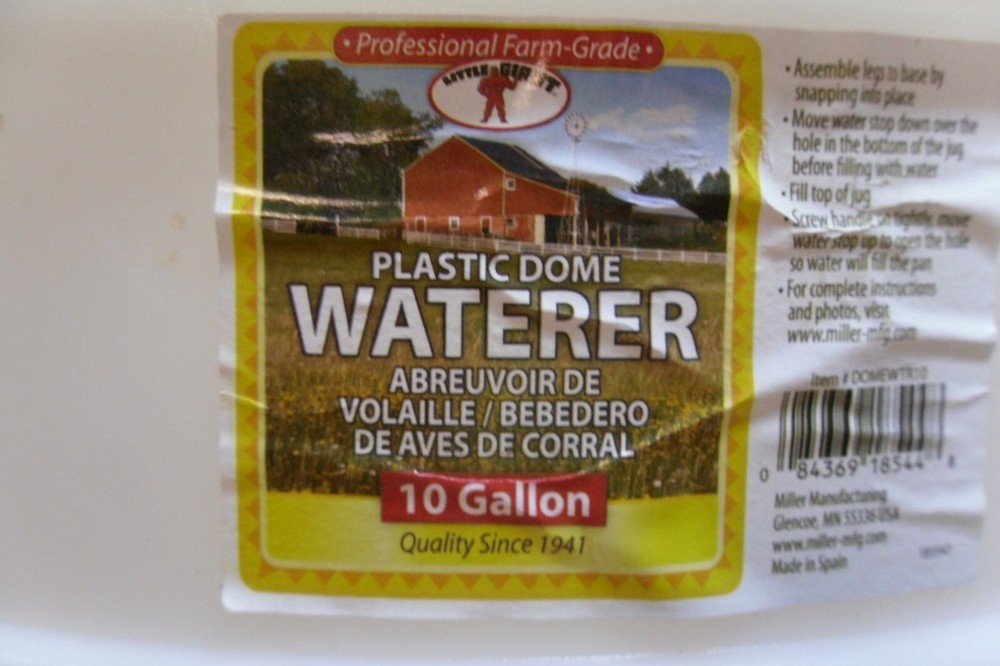 • Professional Farm-Grade •
LITTLE GIANT
PLASTIC DOME
WATERER
ABREUVOIR DE
VOLAILLE / BEBEDERO
DE AVES DE CORRAL
10 Gallon
Quality Since 1941
• Assemble legs to base by
snapping into place
• Move water stop down over the
hole in the bottom of the jug
before filling with water
• Fill top of jug
• Screw handle on tightly, move
water stop up to open the hole
so water will fill the pan
• For complete instructions
and photos, visit
www.miller-mfg.com
Item # DOMEWTR10
0 84369 18544 8
Miller Manufacturing
Glencoe, MN 55336 USA
www.miller-mfg.com
Made in Spain